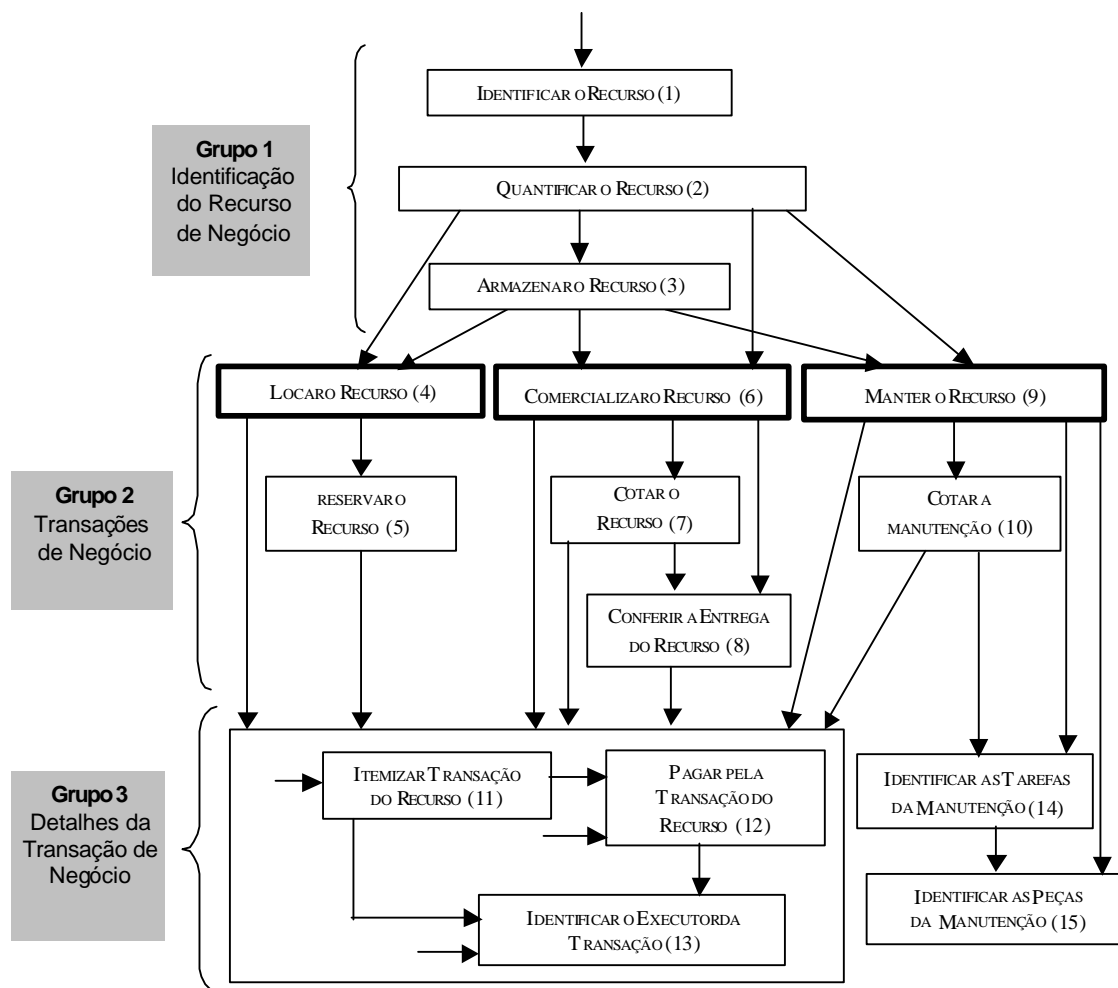 IDENTIFICAR O RECURSO (1)
Grupo 1
Identificação
do Recurso
de Negócio
QUANTIFICAR O RECURSO (2)
ARMAZENAR O RECURSO (3)
LOCAR O RECURSO (4)
COMERCIALIZAR O RECURSO (6)
MANTER O RECURSO (9)
Grupo 2
Transações
de Negócio
RESERVAR O
RECURSO (5)
COTAR O
RECURSO (7)
COTAR A
MANUTENÇÃO (10)
CONFERIR A ENTREGA
DO RECURSO (8)
Grupo 3
Detalhes da
Transação de
Negócio
ITEMIZAR TRANSAÇÃO
DO RECURSO (11)
PAGAR PELA
TRANSAÇÃO DO
RECURSO (12)
IDENTIFICAR AS TAREFAS
DA MANUTENÇÃO (14)
IDENTIFICAR O EXECUTOR DA
TRANSAÇÃO (13)
IDENTIFICAR AS PEÇAS
DA MANUTENÇÃO (15)